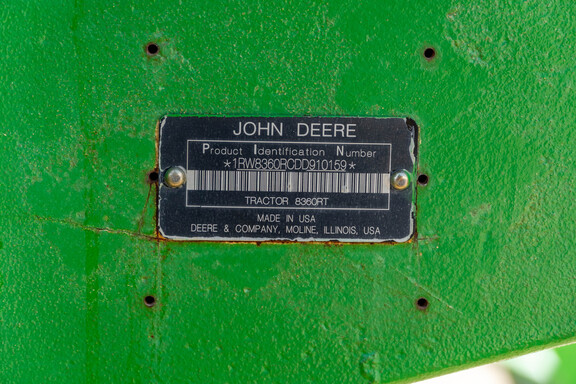 JOHN DEERE
Product Identification Number
*1RW8360RCDD910159*
TRACTOR 8360RT
MADE IN USA
DEERE & COMPANY, MOLINE, ILLINOIS, USA